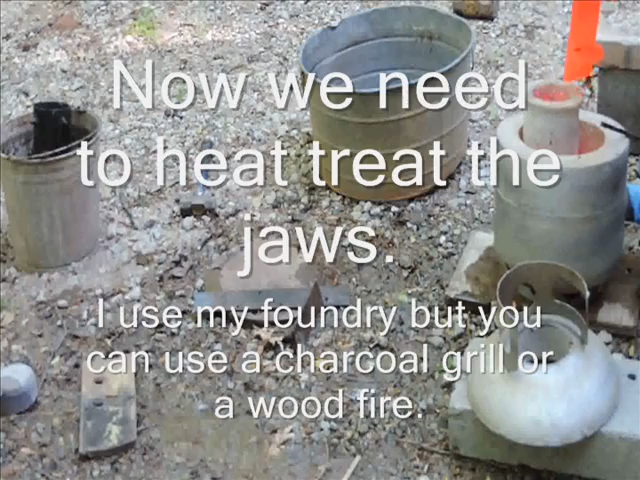 Now we need
to heat treat the
jaws.
I use my foundry but you
can use a charcoal grill or
a wood fire.